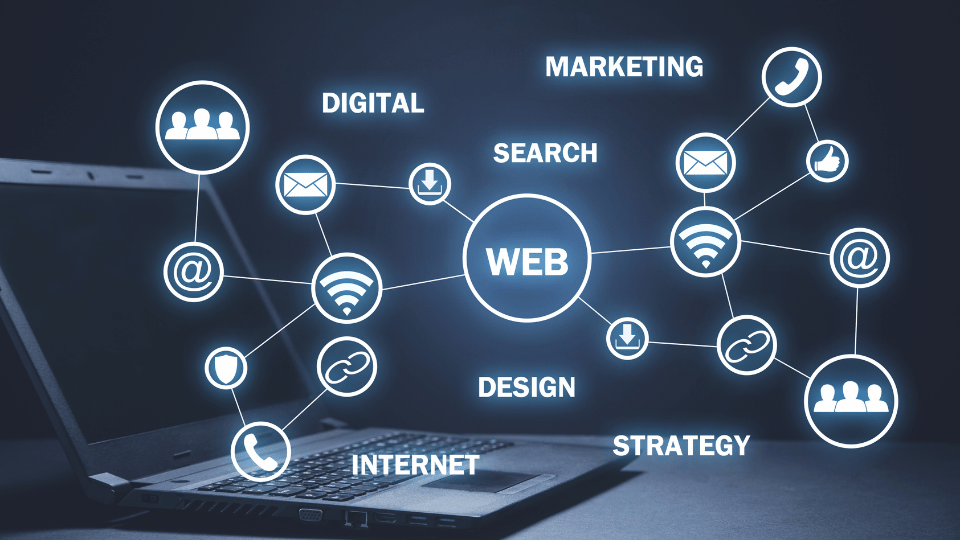 MARKETING
DIGITAL
SEARCH
@
WEB
@
DESIGN
STRATEGY
INTERNET